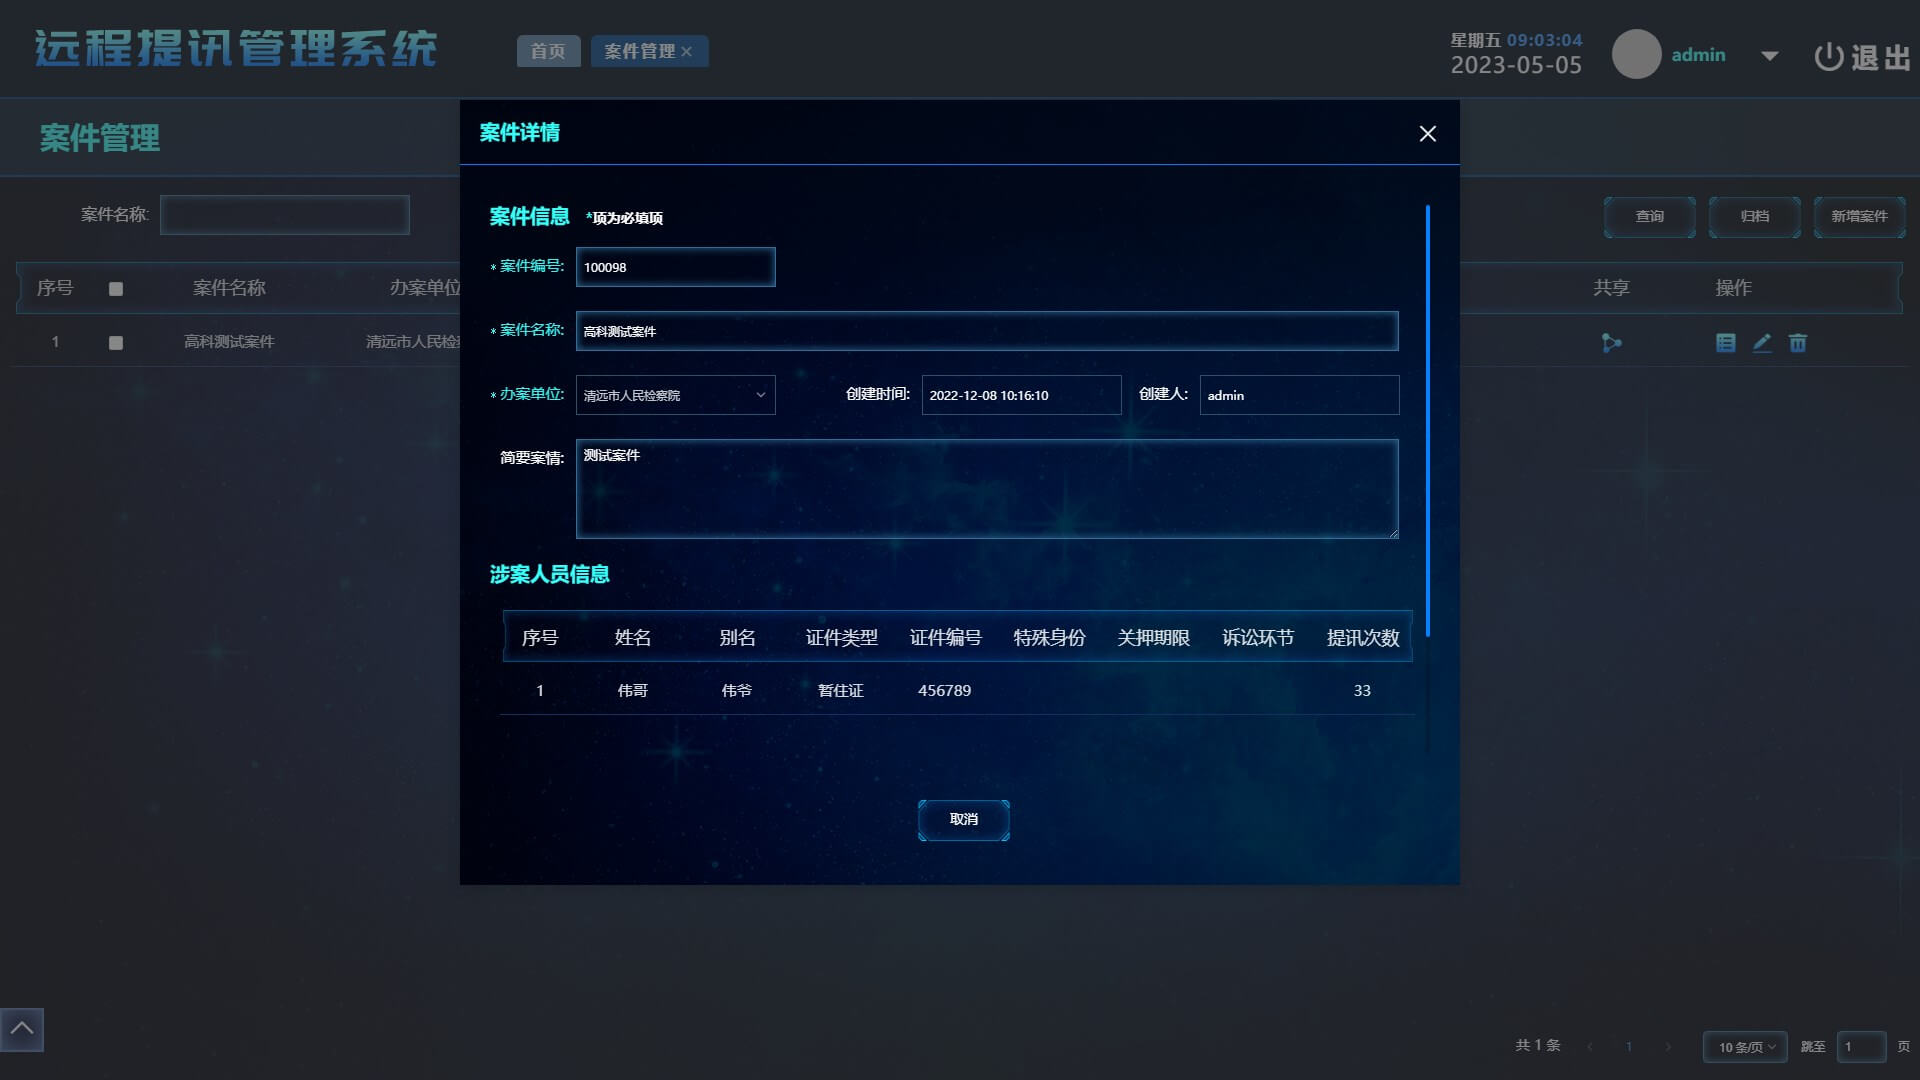 远程提讯管理系统
首页
案件管理 ×
星期五 09:03:04
2023-05-05
admin
退出
案件管理
案件名称:
查询
归档
新增案件
序号 案件名称 办案单位 共享 操作
1 高科测试案件 清远市人民检
案件详情
案件信息 *项为必填项
* 案件编号: 100098
* 案件名称: 高科测试案件
* 办案单位: 清远市人民检察院 创建时间: 2022-12-08 10:16:10 创建人: admin
简要案情: 测试案件
涉案人员信息
序号 姓名 别名 证件类型 证件编号 特殊身份 关押期限 诉讼环节 提讯次数
1 伟哥 伟爷 暂住证 456789 33
取消
共 1 条 < 1 > 10 条/页 跳至 1 页